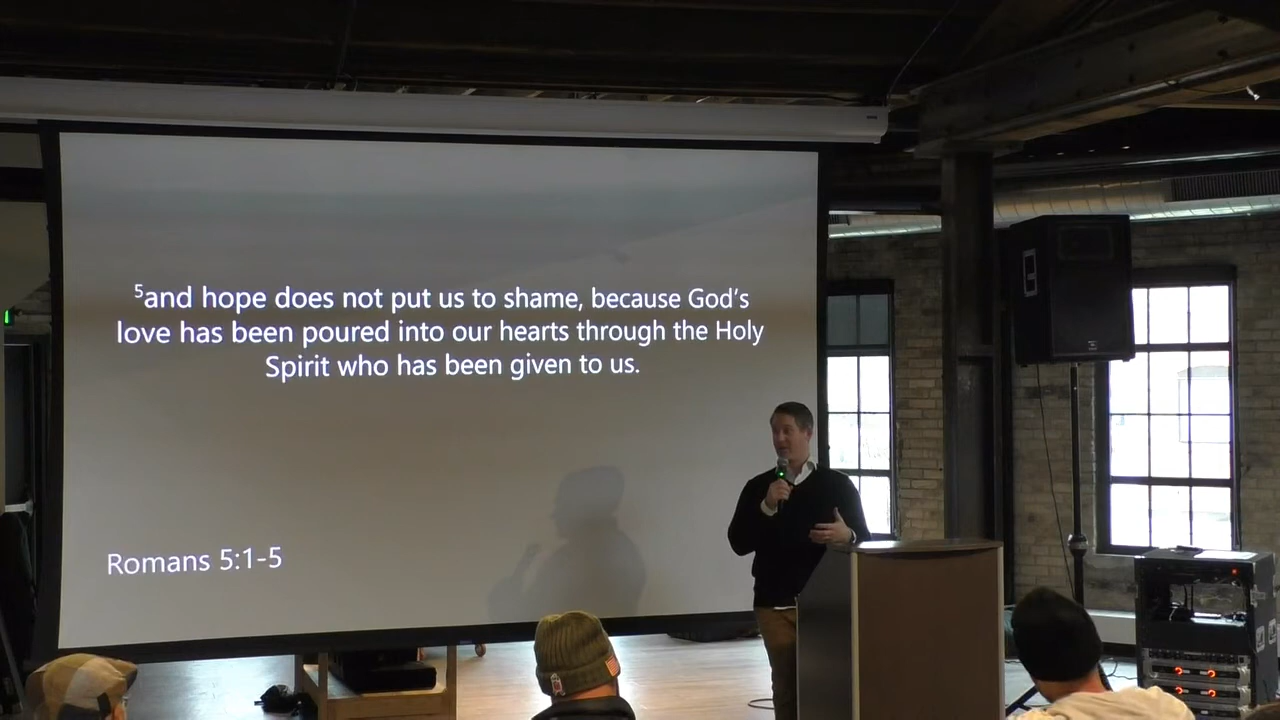 ⁵and hope does not put us to shame, because God's
love has been poured into our hearts through the Holy
Spirit who has been given to us.
Romans 5:1-5